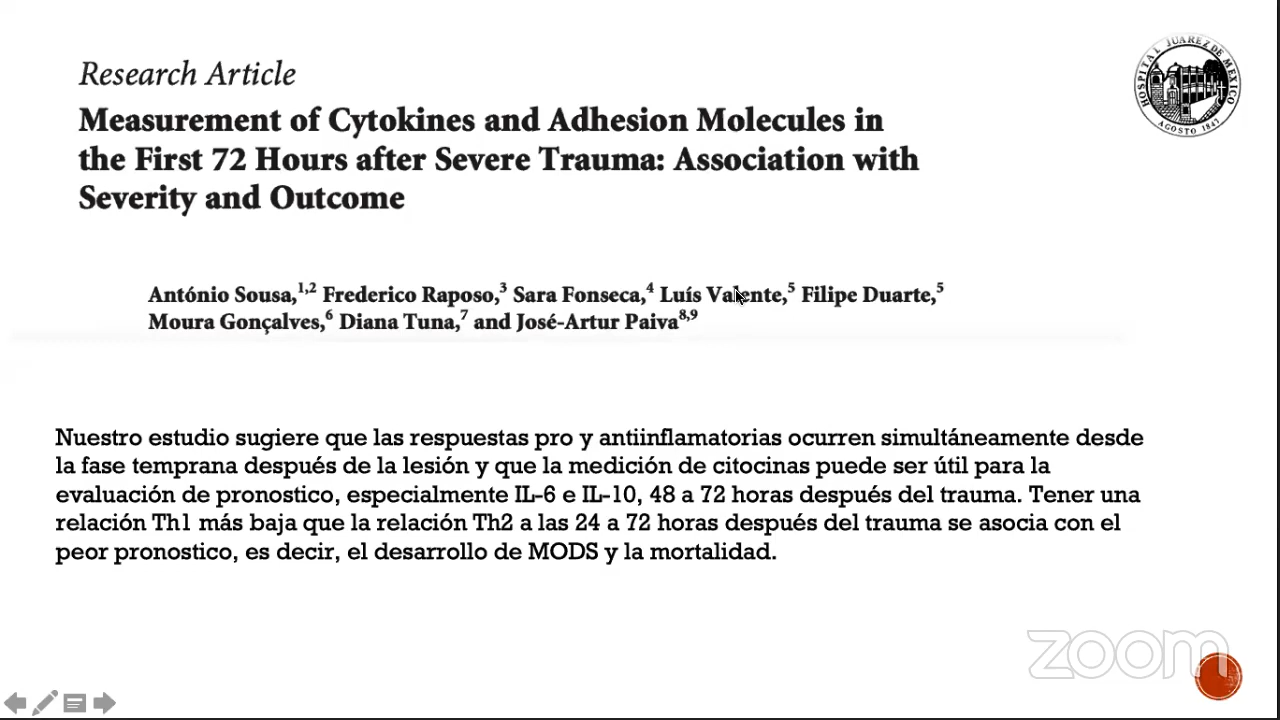 Research Article
Measurement of Cytokines and Adhesion Molecules in
the First 72 Hours after Severe Trauma: Association with
Severity and Outcome
António Sousa,1,2 Frederico Raposo,3 Sara Fonseca,4 Luís Valente,5 Filipe Duarte,5
Moura Gonçalves,6 Diana Tuna,7 and José-Artur Paiva8,9
HOSPITAL JUAREZ DE MEXICO
AGOSTO 1847
Nuestro estudio sugiere que las respuestas pro y antiinflamatorias ocurren simultáneamente desde
la fase temprana después de la lesión y que la medición de citocinas puede ser útil para la
evaluación de pronostico, especialmente IL-6 e IL-10, 48 a 72 horas después del trauma. Tener una
relación Th1 más baja que la relación Th2 a las 24 a 72 horas después del trauma se asocia con el
peor pronostico, es decir, el desarrollo de MODS y la mortalidad.
zoom